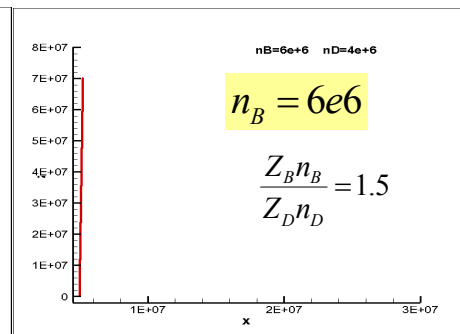 8E+07
nB=6e+6 nD=4e+6
7E+07
6E+07
n_B = 6e6
5E+07
4E+07
Z_B n_B / Z_D n_D = 1.5
3E+07
2E+07
1E+07
0
1E+07 2E+07 3E+07
x